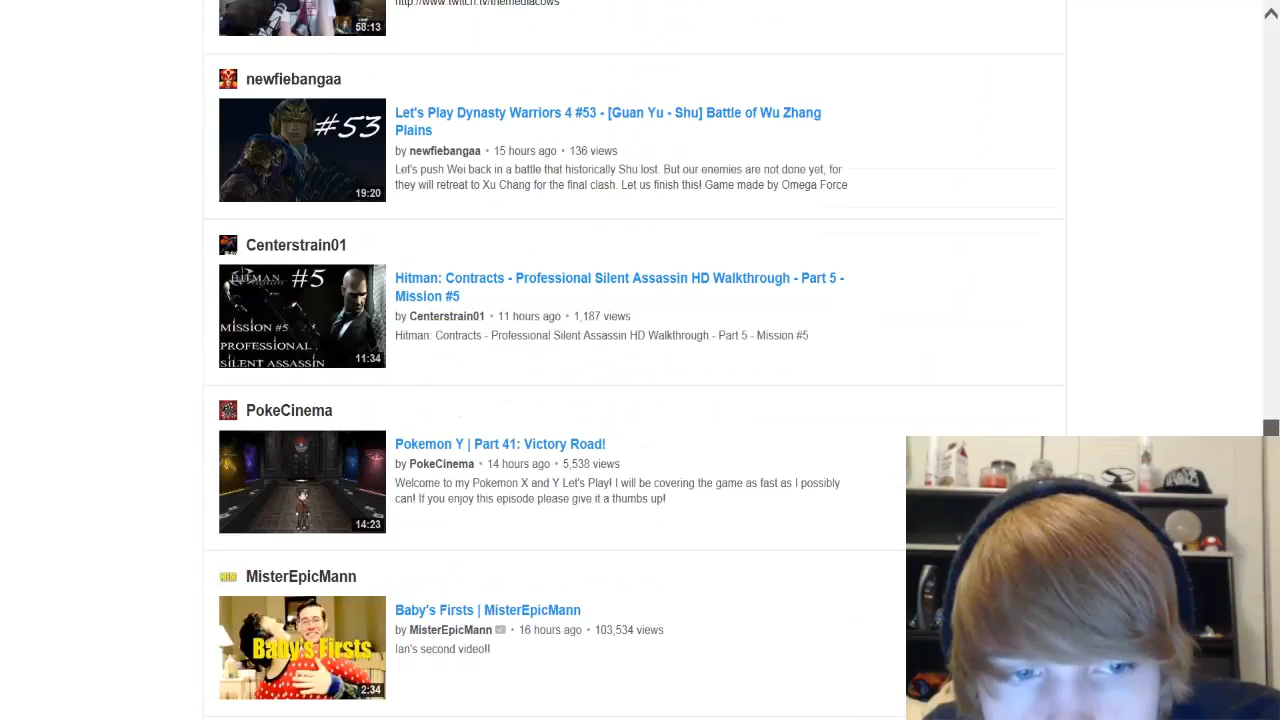 http://www.twitch.tv/themediacows
58:13
newfiebangaa
#53
19:20
Let's Play Dynasty Warriors 4 #53 - [Guan Yu - Shu] Battle of Wu Zhang
Plains
by newfiebangaa • 15 hours ago • 136 views
Let's push Wei back in a battle that historically Shu lost. But our enemies are not done yet, for
they will retreat to Xu Chang for the final clash. Let us finish this! Game made by Omega Force
Centerstrain01
HITMAN #5
CONTRACTS
MISSION #5
PROFESSIONAL
SILENT ASSASSIN
11:34
Hitman: Contracts - Professional Silent Assassin HD Walkthrough - Part 5 -
Mission #5
by Centerstrain01 • 11 hours ago • 1,187 views
Hitman: Contracts - Professional Silent Assassin HD Walkthrough - Part 5 - Mission #5
PokeCinema
14:23
Pokemon Y | Part 41: Victory Road!
by PokeCinema • 14 hours ago • 5,538 views
Welcome to my Pokemon X and Y Let's Play! I will be covering the game as fast as I possibly
can! If you enjoy this episode please give it a thumbs up!
MEM
MisterEpicMann
Baby's Firsts
2:34
Baby's Firsts | MisterEpicMann
by MisterEpicMann • 16 hours ago • 103,534 views
Ian's second video!!